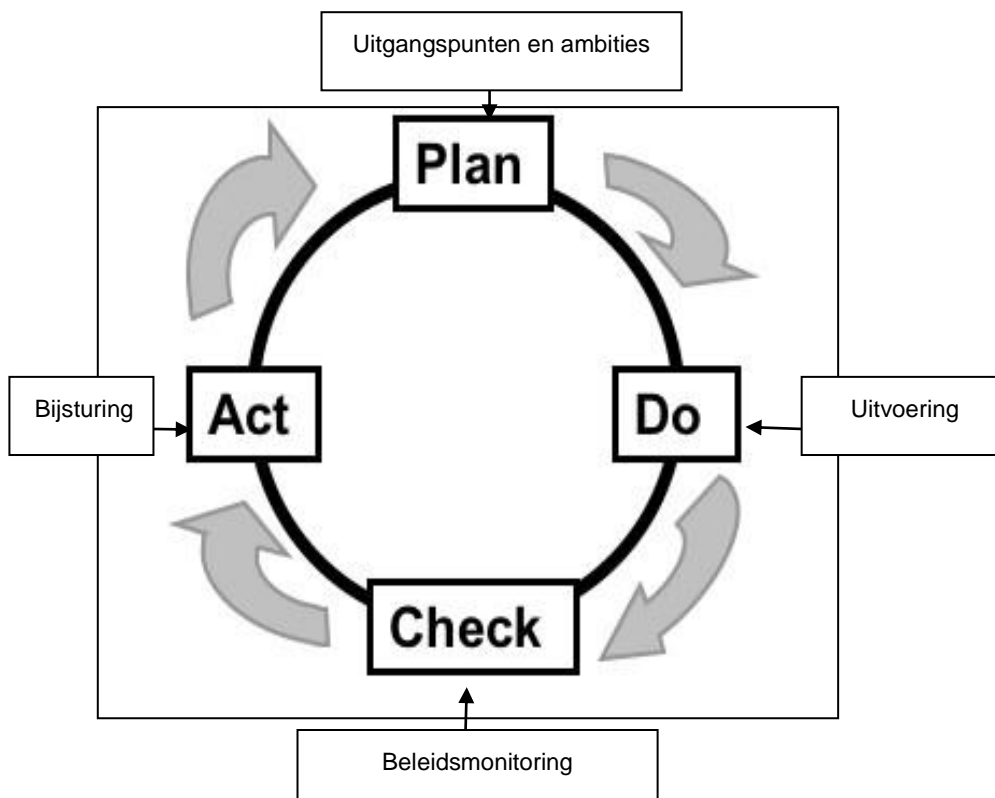 Uitgangspunten en ambities
Plan
Bijsturing
Act
Do
Uitvoering
Check
Beleidsmonitoring